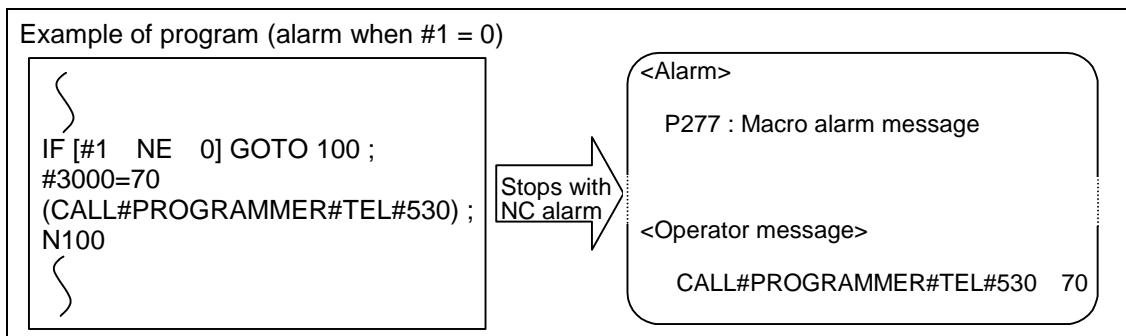 Example of program (alarm when #1 = 0)
IF [#1 NE 0] GOTO 100 ;
#3000=70
(CALL#PROGRAMMER#TEL#530) ;
N100
Stops with
NC alarm
<Alarm>
P277 : Macro alarm message
<Operator message>
CALL#PROGRAMMER#TEL#530 70